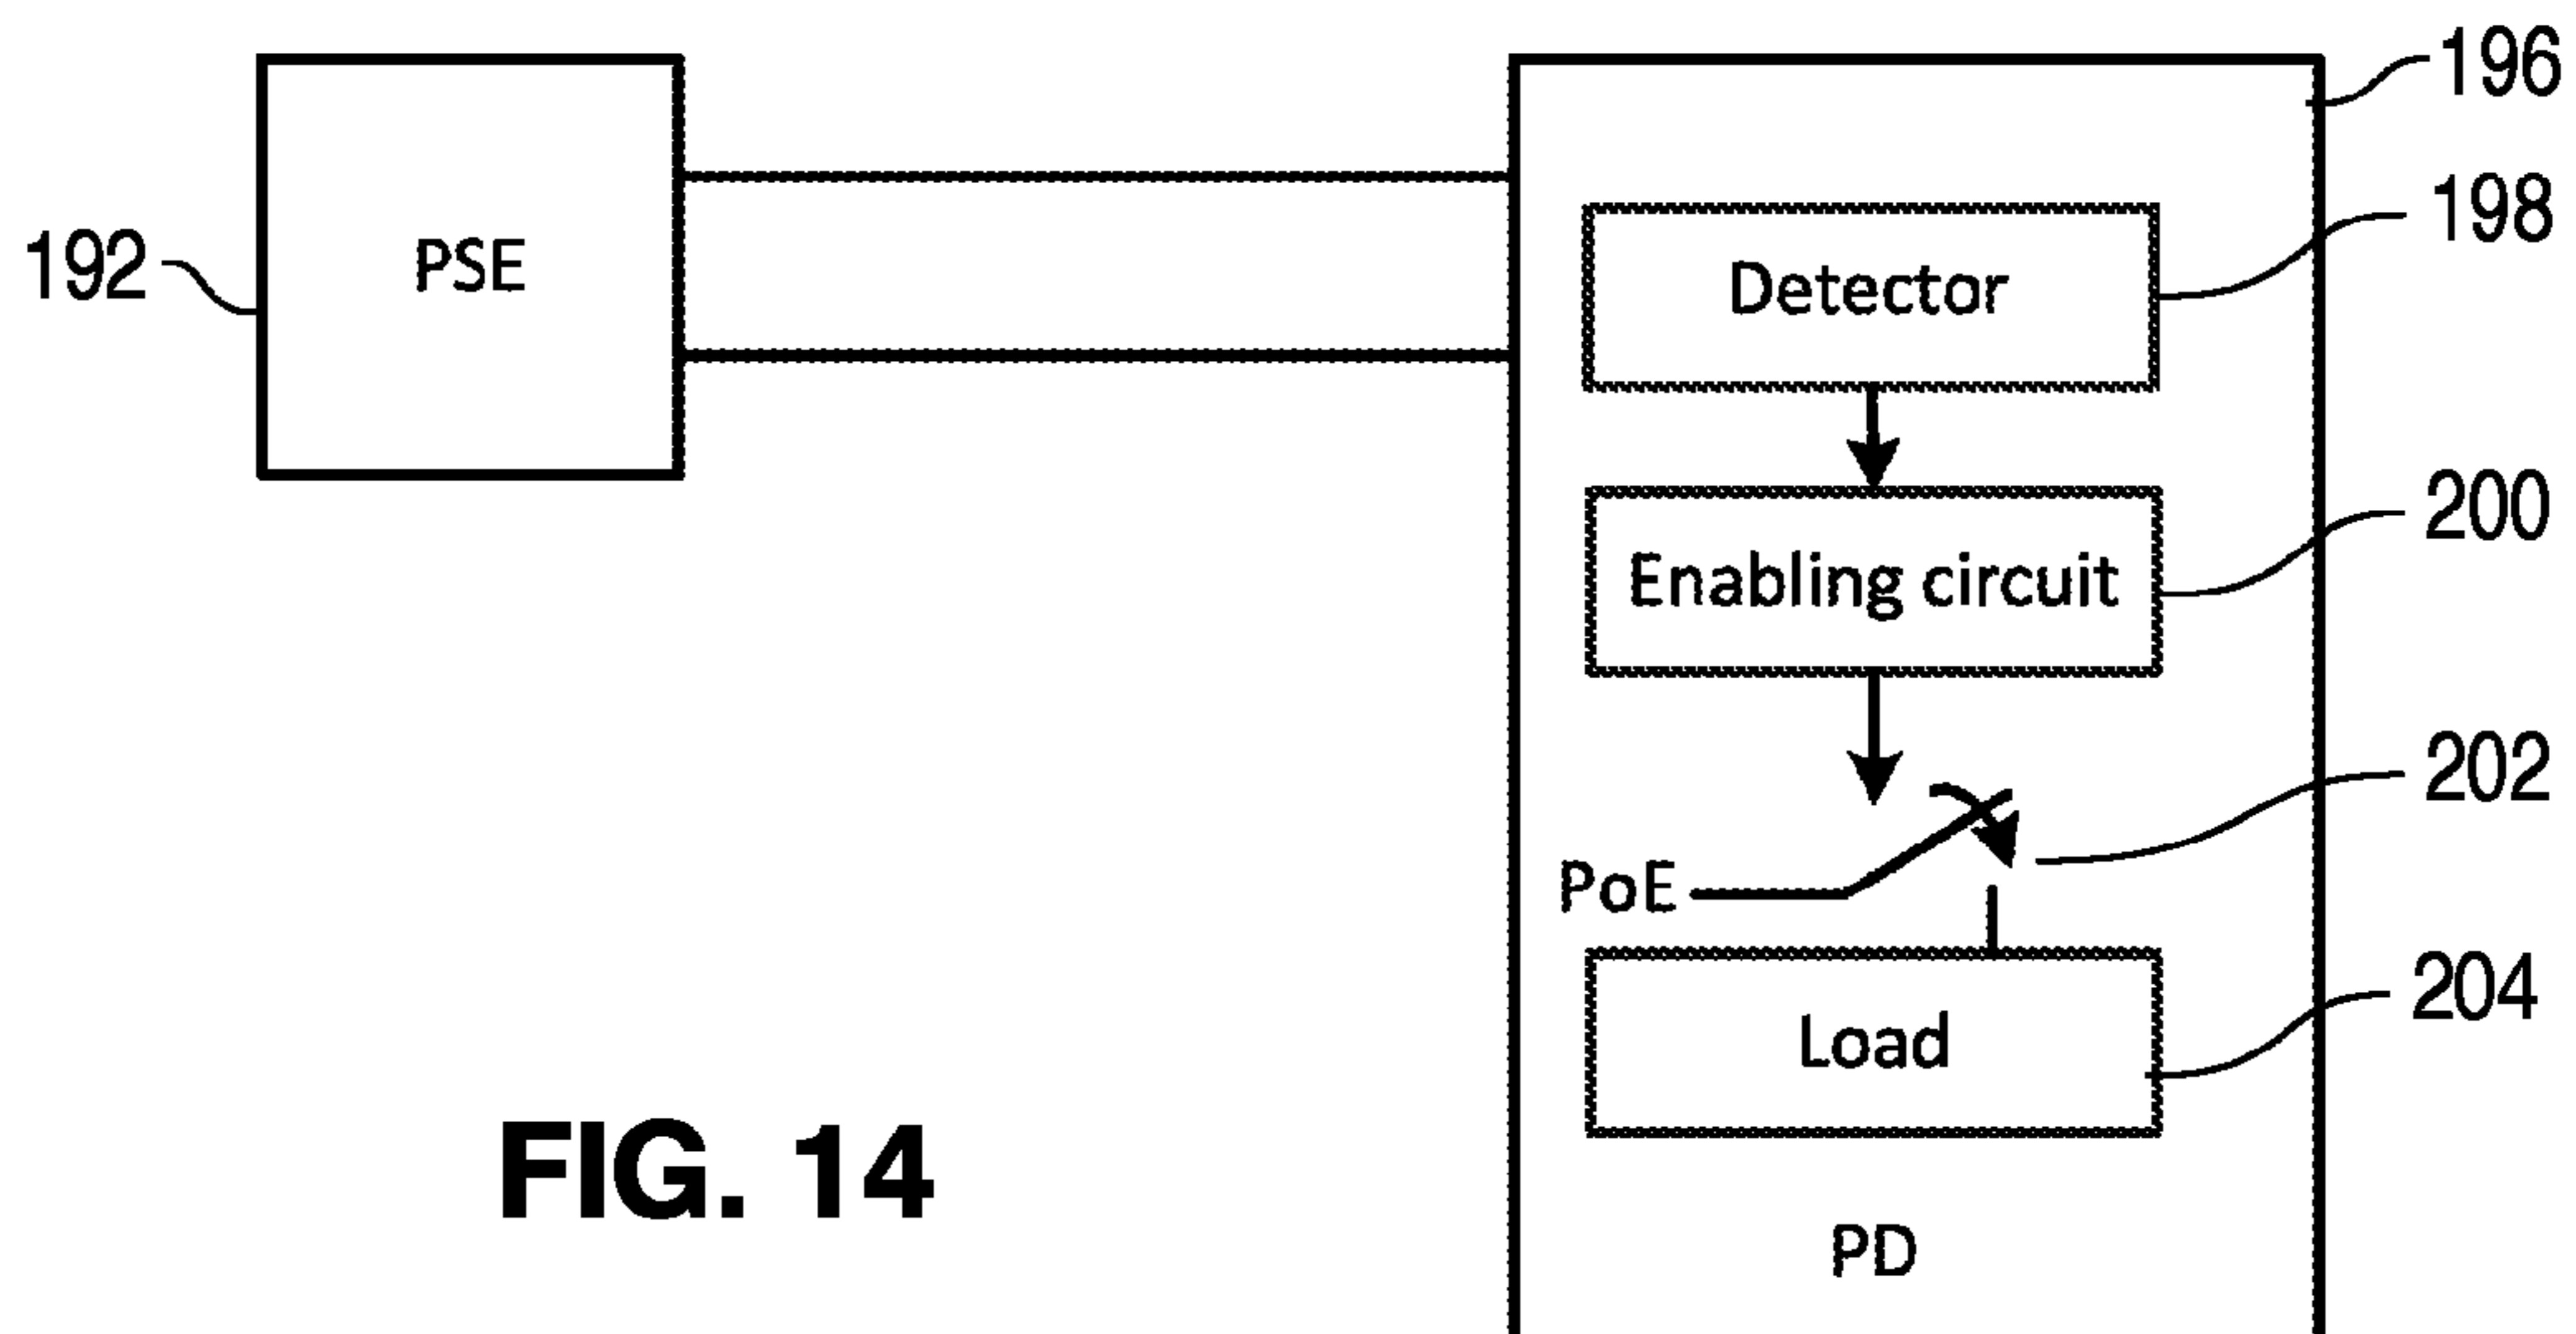 196
198
Detector
192
PSE
200
Enabling circuit
202
PoE
204
Load
FIG. 14
PD